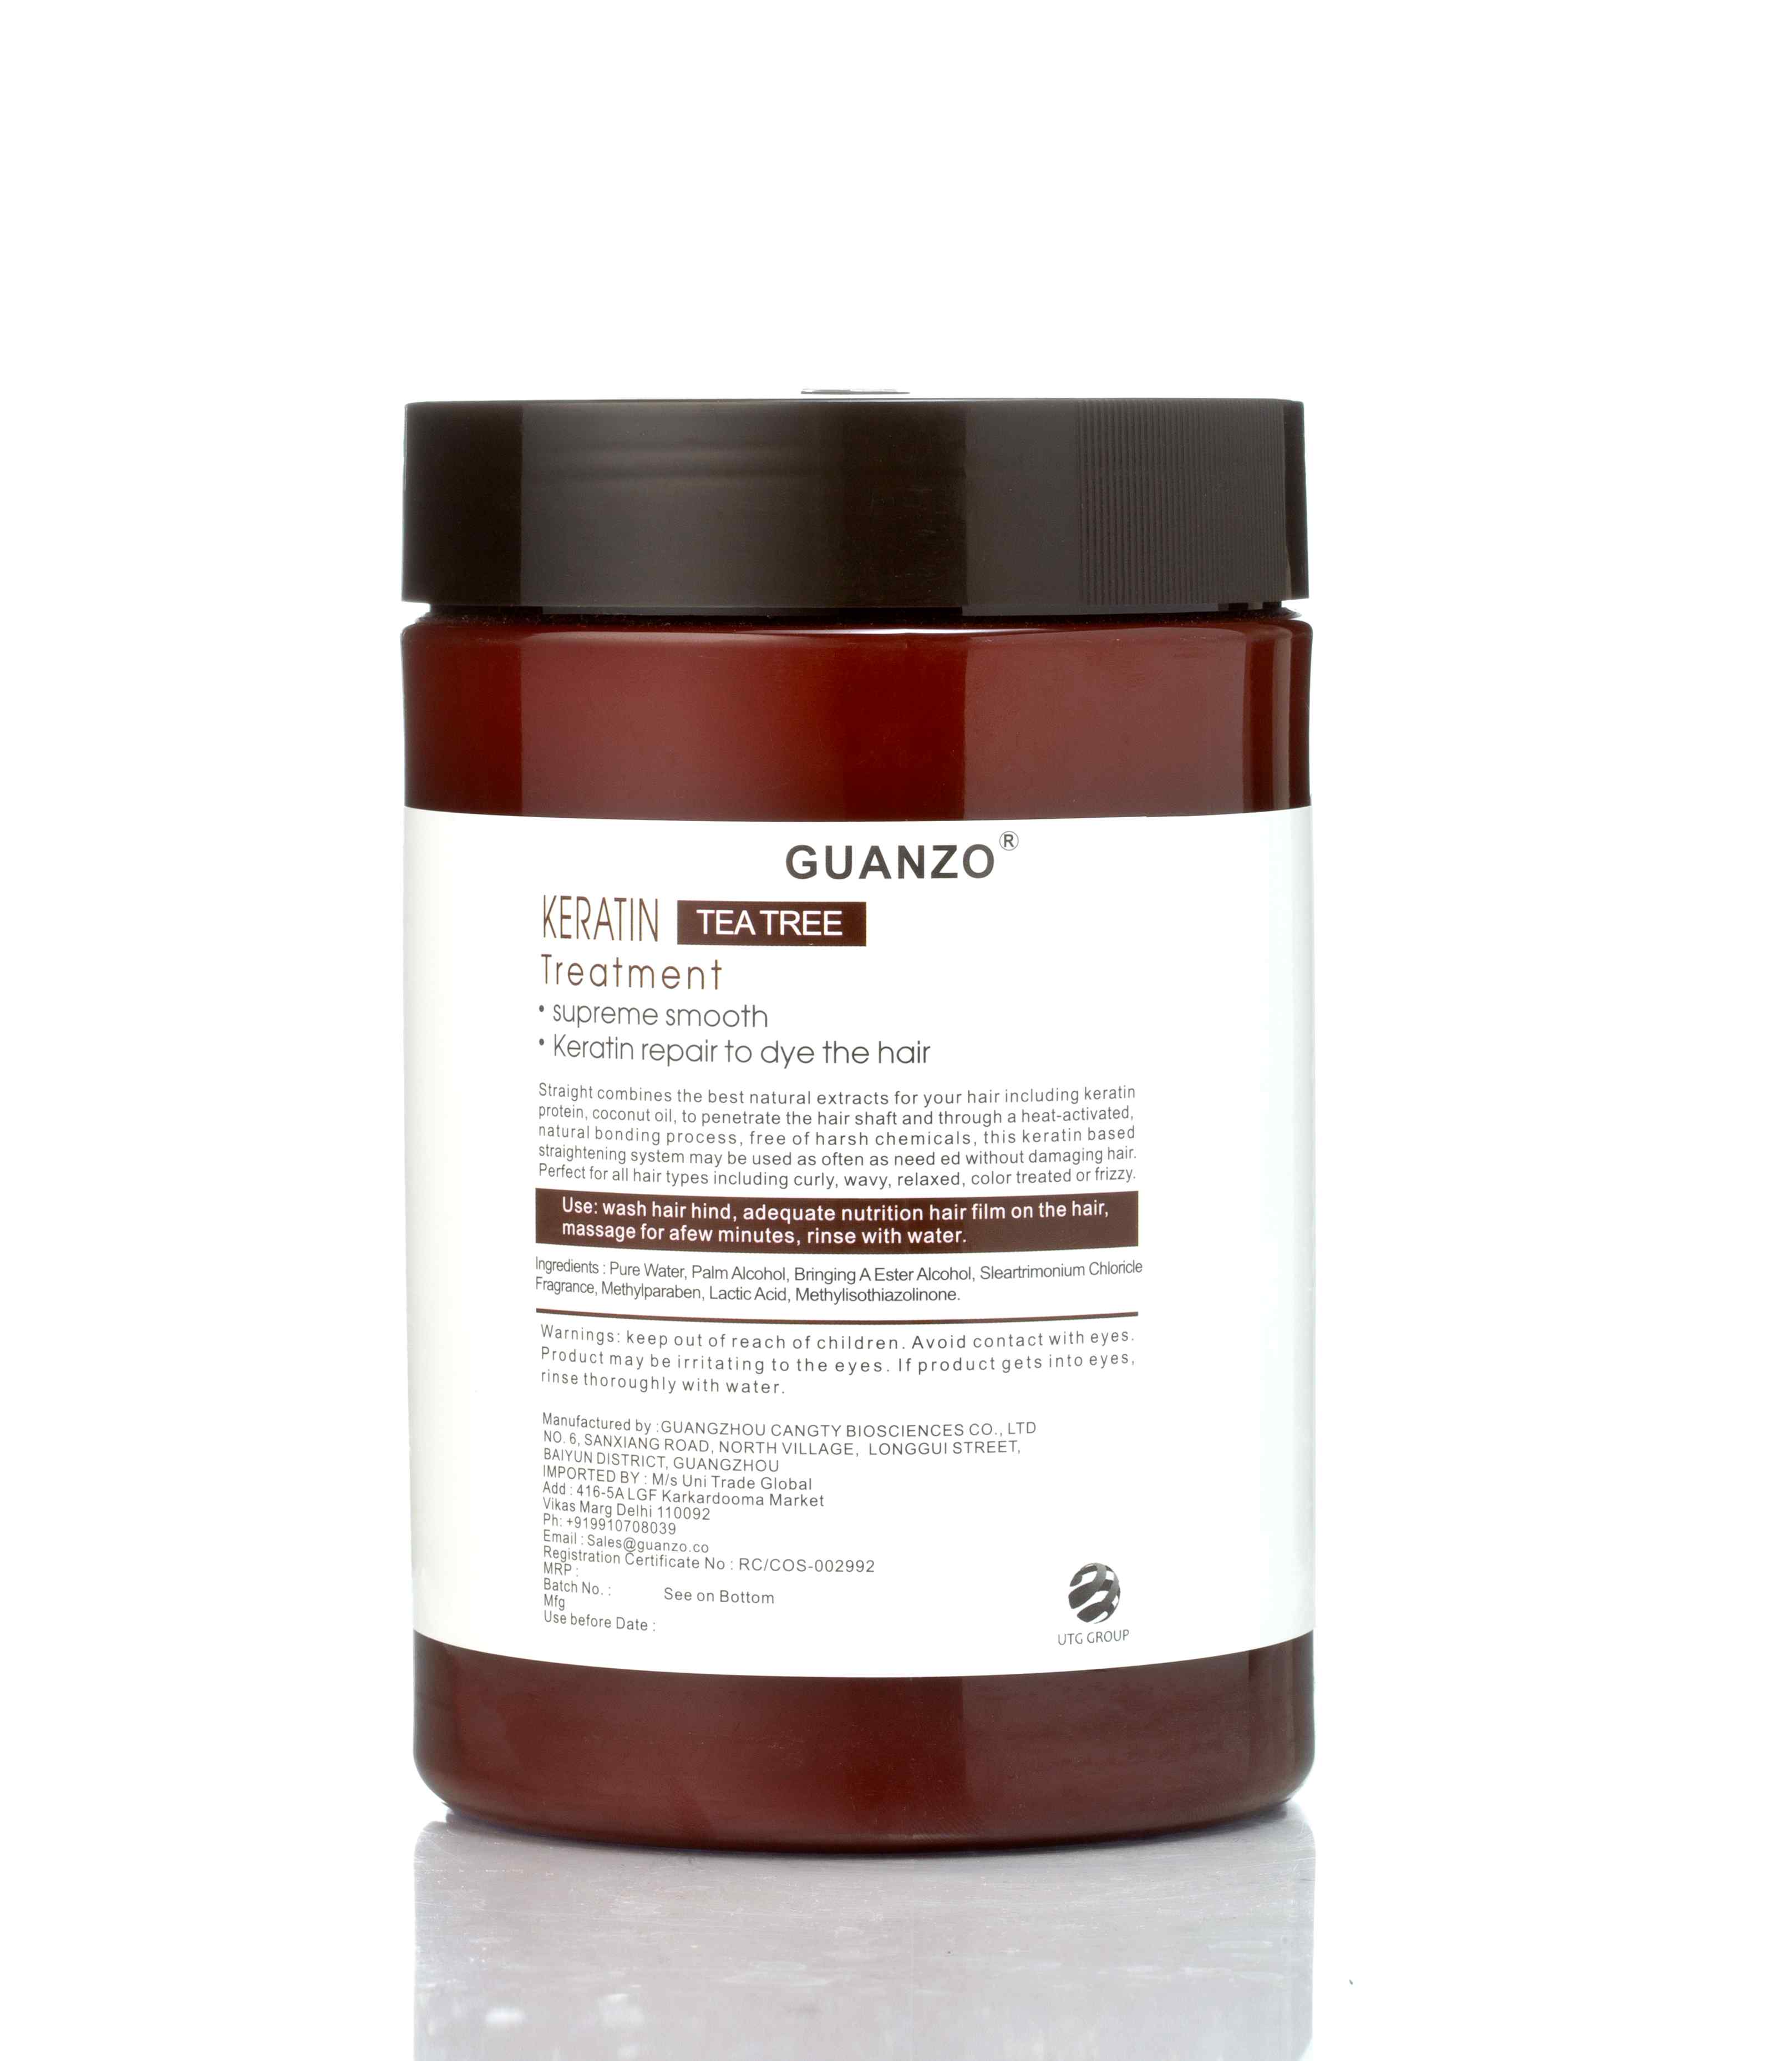 GUANZO®
KERATIN TEA TREE
Treatment
• supreme smooth
• Keratin repair to dye the hair
Straight combines the best natural extracts for your hair including keratin
protein, coconut oil, to penetrate the hair shaft and through a heat-activated,
natural bonding process, free of harsh chemicals, this keratin based
straightening system may be used as often as need ed without damaging hair.
Perfect for all hair types including curly, wavy, relaxed, color treated or frizzy.
Use: wash hair hind, adequate nutrition hair film on the hair,
massage for afew minutes, rinse with water.
Ingredients : Pure Water, Palm Alcohol, Bringing A Ester Alcohol, Sleartrimonium Chloricle
Fragrance, Methylparaben, Lactic Acid, Methylisothiazolinone.
Warnings: keep out of reach of children. Avoid contact with eyes.
Product may be irritating to the eyes. If product gets into eyes,
rinse thoroughly with water.
Manufactured by :GUANGZHOU CANGTY BIOSCIENCES CO., LTD
NO. 6, SANXIANG ROAD, NORTH VILLAGE, LONGGUI STREET,
BAIYUN DISTRICT, GUANGZHOU
IMPORTED BY : M/s Uni Trade Global
Add : 416-5A LGF Karkardooma Market
Vikas Marg Delhi 110092
Ph: +919910708039
Email : Sales@guanzo.co
Registration Certificate No : RC/COS-002992
MRP :
Batch No. : See on Bottom
Mfg
Use before Date :
UTG GROUP